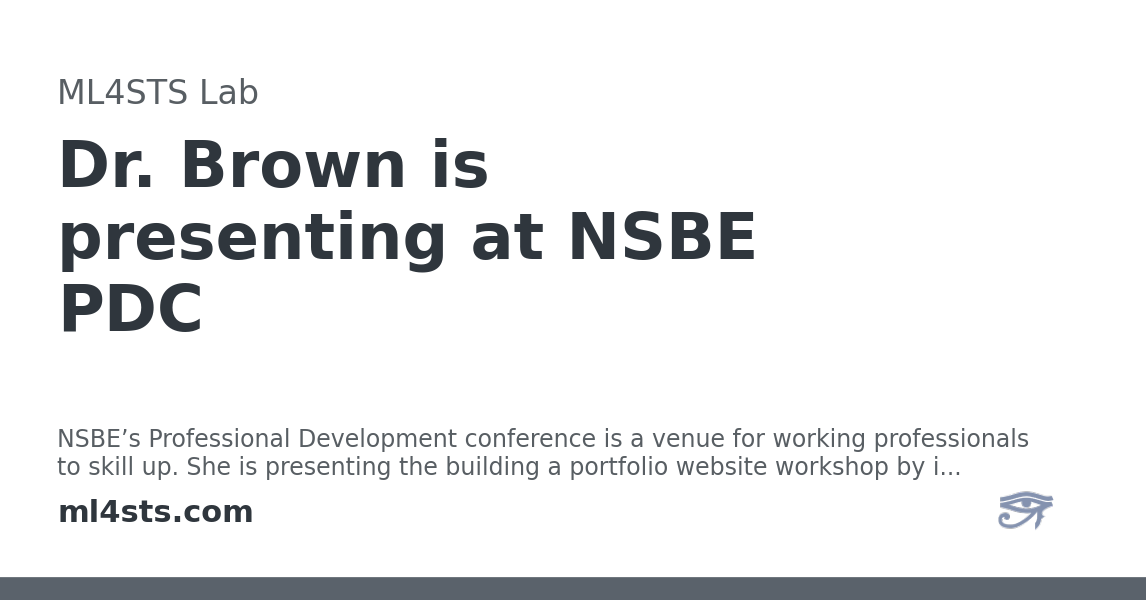 ML4STS Lab
Dr. Brown is
presenting at NSBE
PDC
NSBE’s Professional Development conference is a venue for working professionals
to skill up. She is presenting the building a portfolio website workshop by i...
ml4sts.com